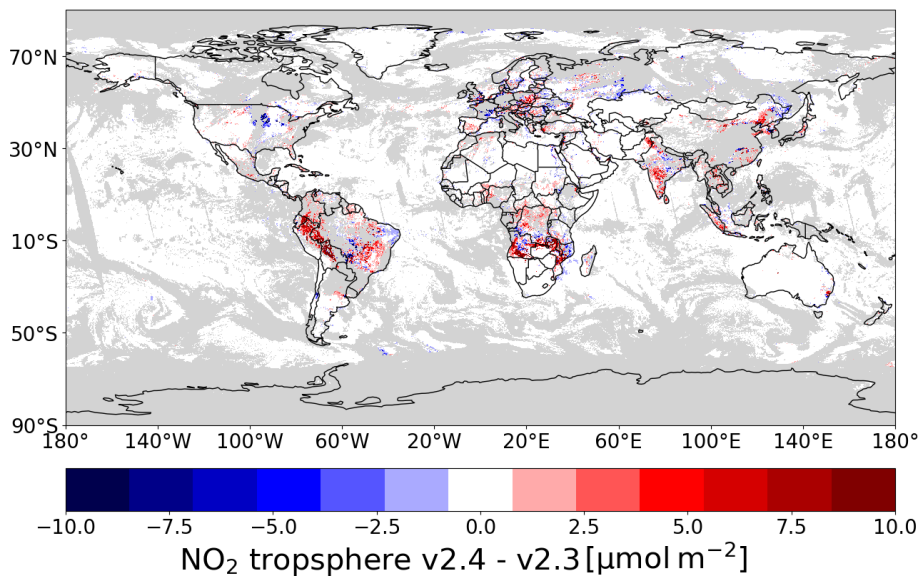 70°N
30°N
10°S
50°S
90°S
180° 140°W 100°W 60°W 20°W 20°E 60°E 100°E 140°E 180°
−10.0 −7.5 −5.0 −2.5 0.0 2.5 5.0 7.5 10.0
NO₂ tropsphere v2.4 - v2.3 [μmol m⁻²]